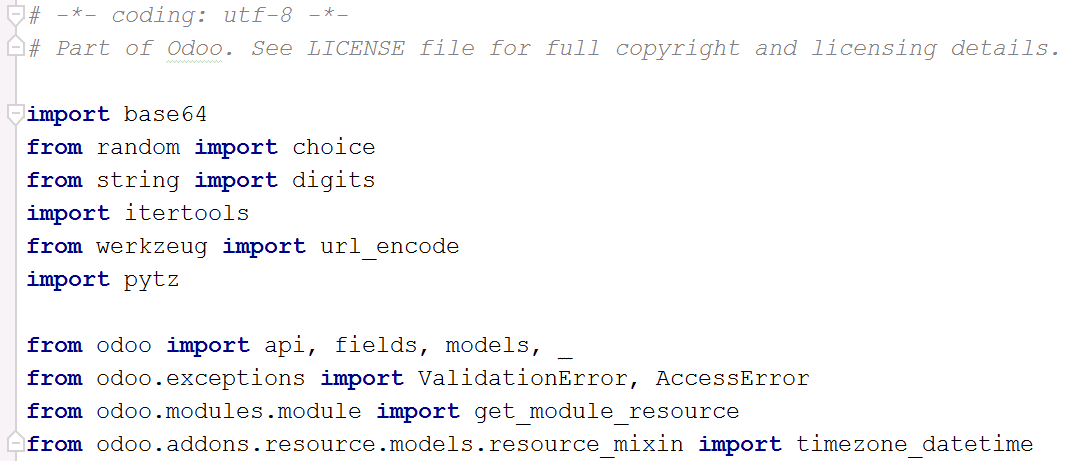 # -*- coding: utf-8 -*-
# Part of Odoo. See LICENSE file for full copyright and licensing details.
import base64
from random import choice
from string import digits
import itertools
from werkzeug import url_encode
import pytz
from odoo import api, fields, models, _
from odoo.exceptions import ValidationError, AccessError
from odoo.modules.module import get_module_resource
from odoo.addons.resource.models.resource_mixin import timezone_datetime